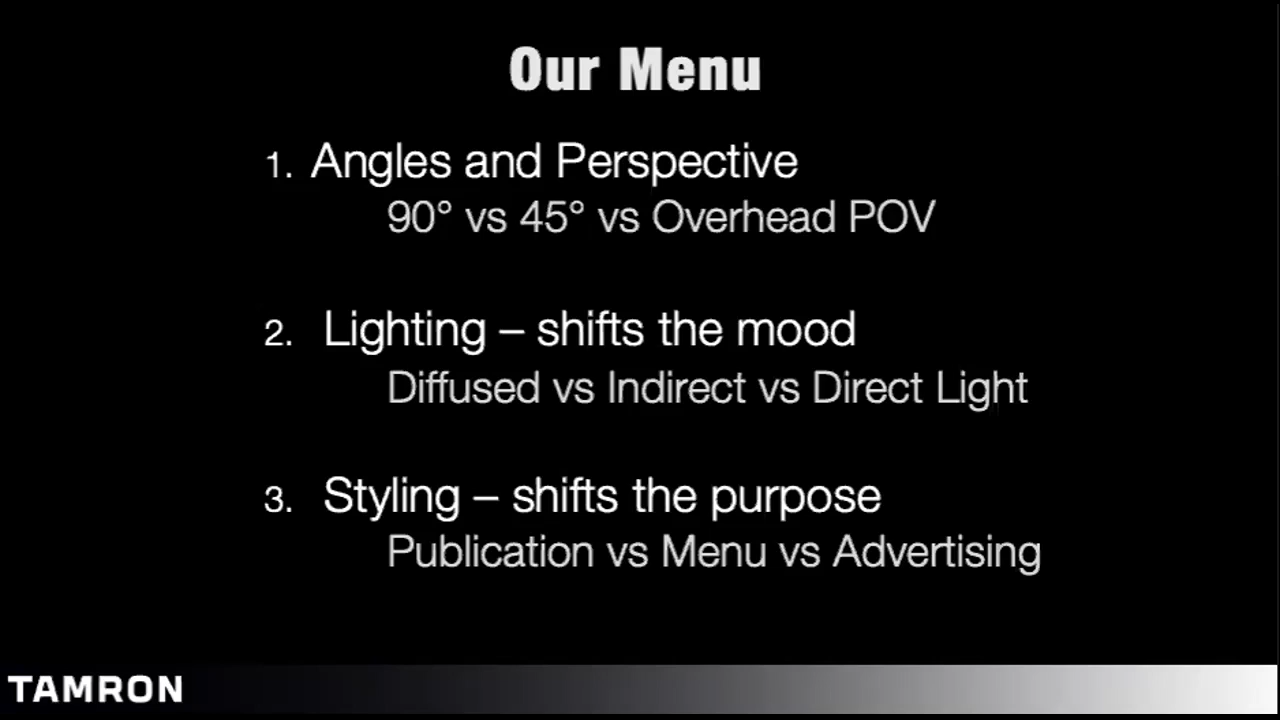 Our Menu
1. Angles and Perspective
90° vs 45° vs Overhead POV
2. Lighting – shifts the mood
Diffused vs Indirect vs Direct Light
3. Styling – shifts the purpose
Publication vs Menu vs Advertising
TAMRON